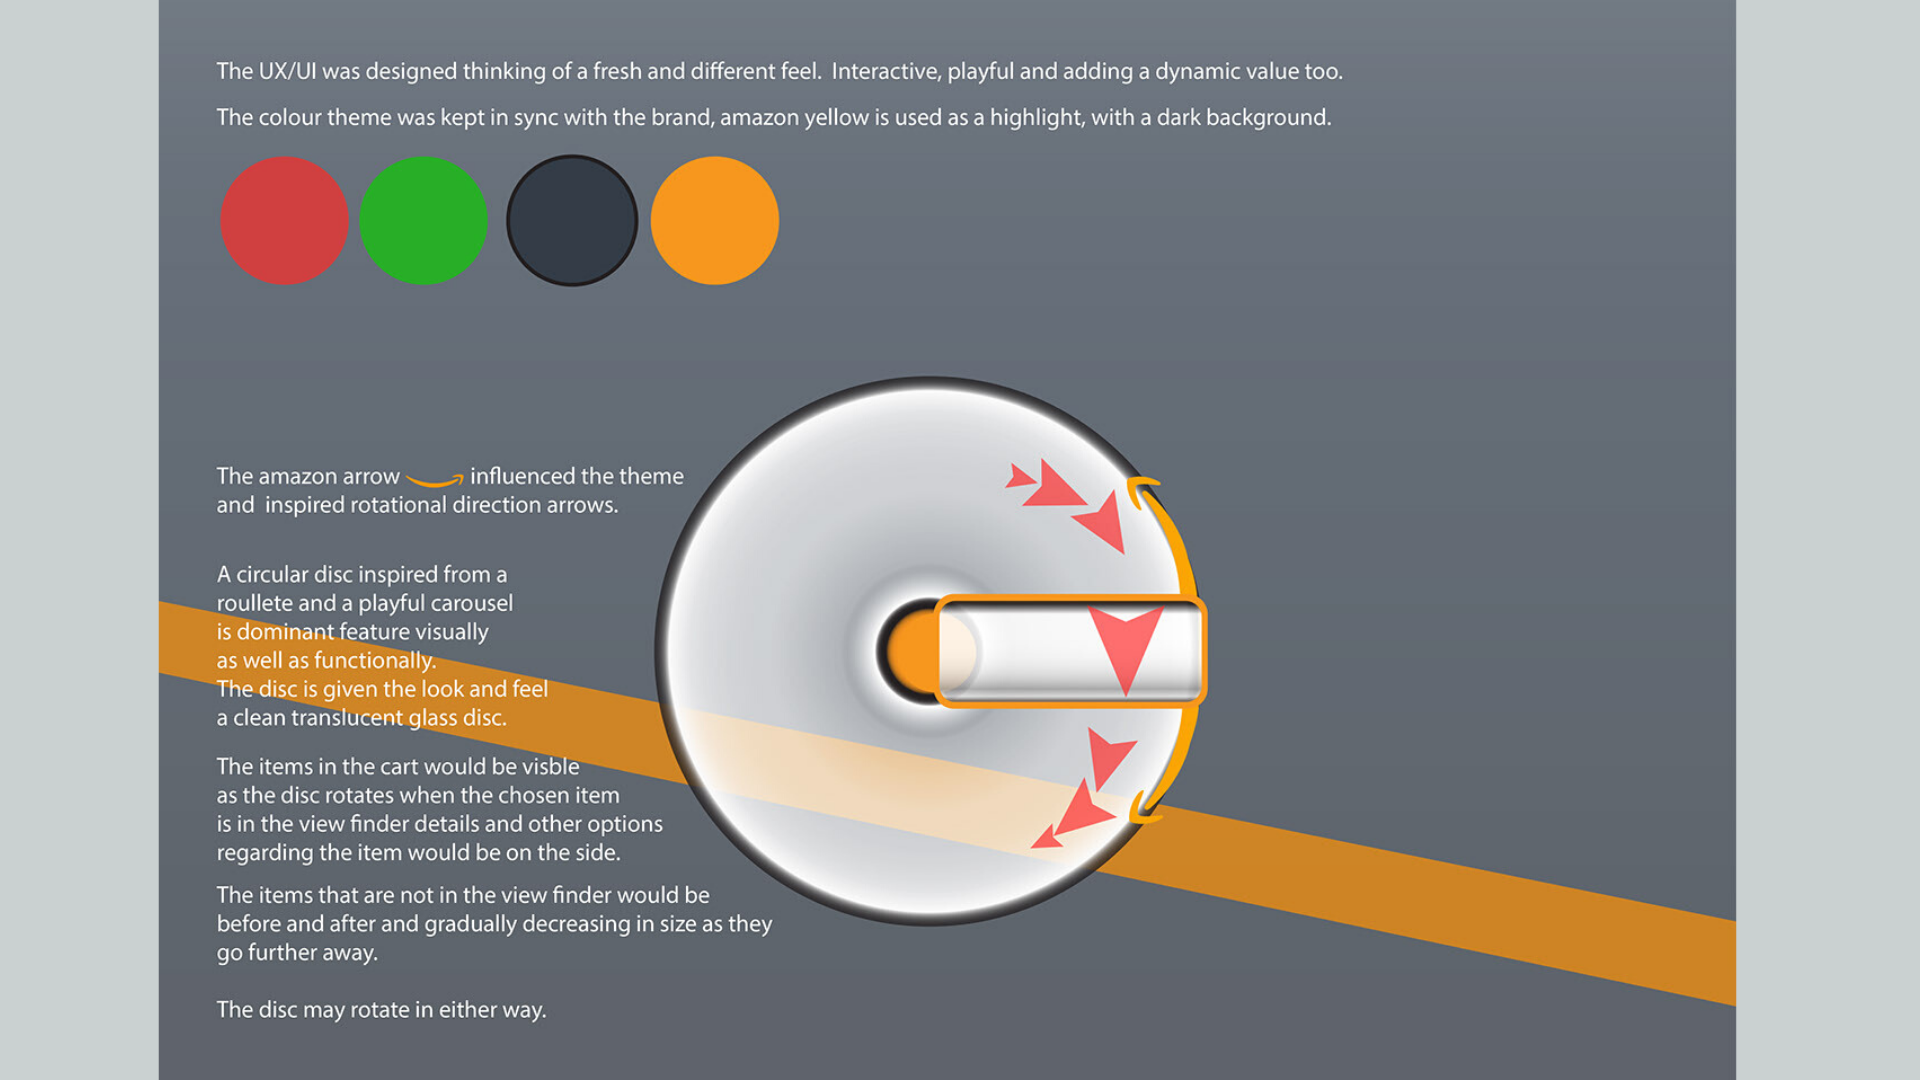 The UX/UI was designed thinking of a fresh and different feel.  Interactive, playful and adding a dynamic value too.
The colour theme was kept in sync with the brand, amazon yellow is used as a highlight, with a dark background.
The amazon arrow influenced the theme
and  inspired rotational direction arrows.
A circular disc inspired from a
roullete and a playful carousel
is dominant feature visually
as well as functionally.
The disc is given the look and feel
a clean translucent glass disc.
The items in the cart would be visble
as the disc rotates when the chosen item
is in the view finder details and other options
regarding the item would be on the side.
The items that are not in the view finder would be
before and after and gradually decreasing in size as they
go further away.
The disc may rotate in either way.